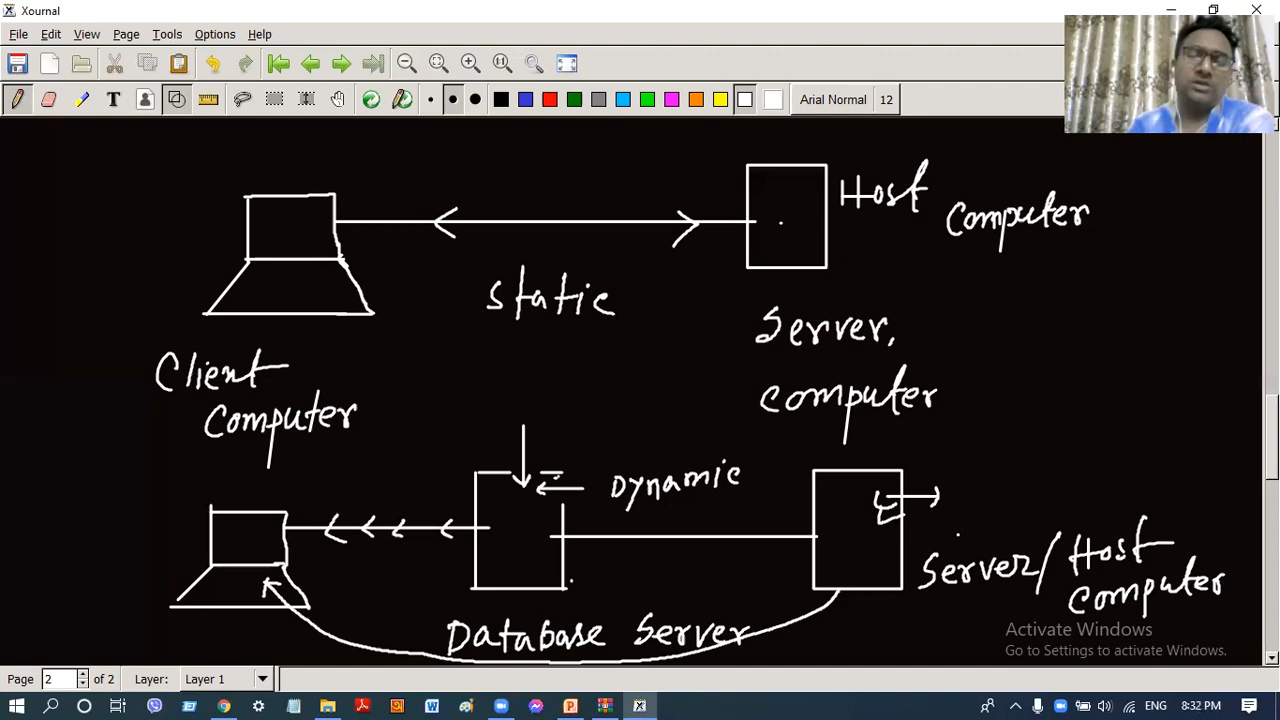 Xournal
File Edit View Page Tools Options Help
Arial Normal 12
Host
Computer
Static
Server,
computer
Client
Computer
Dynamic
Server/Host
computer
Database Server
Activate Windows
Go to Settings to activate Windows.
Page 2 of 2 Layer: Layer 1
ENG 8:32 PM